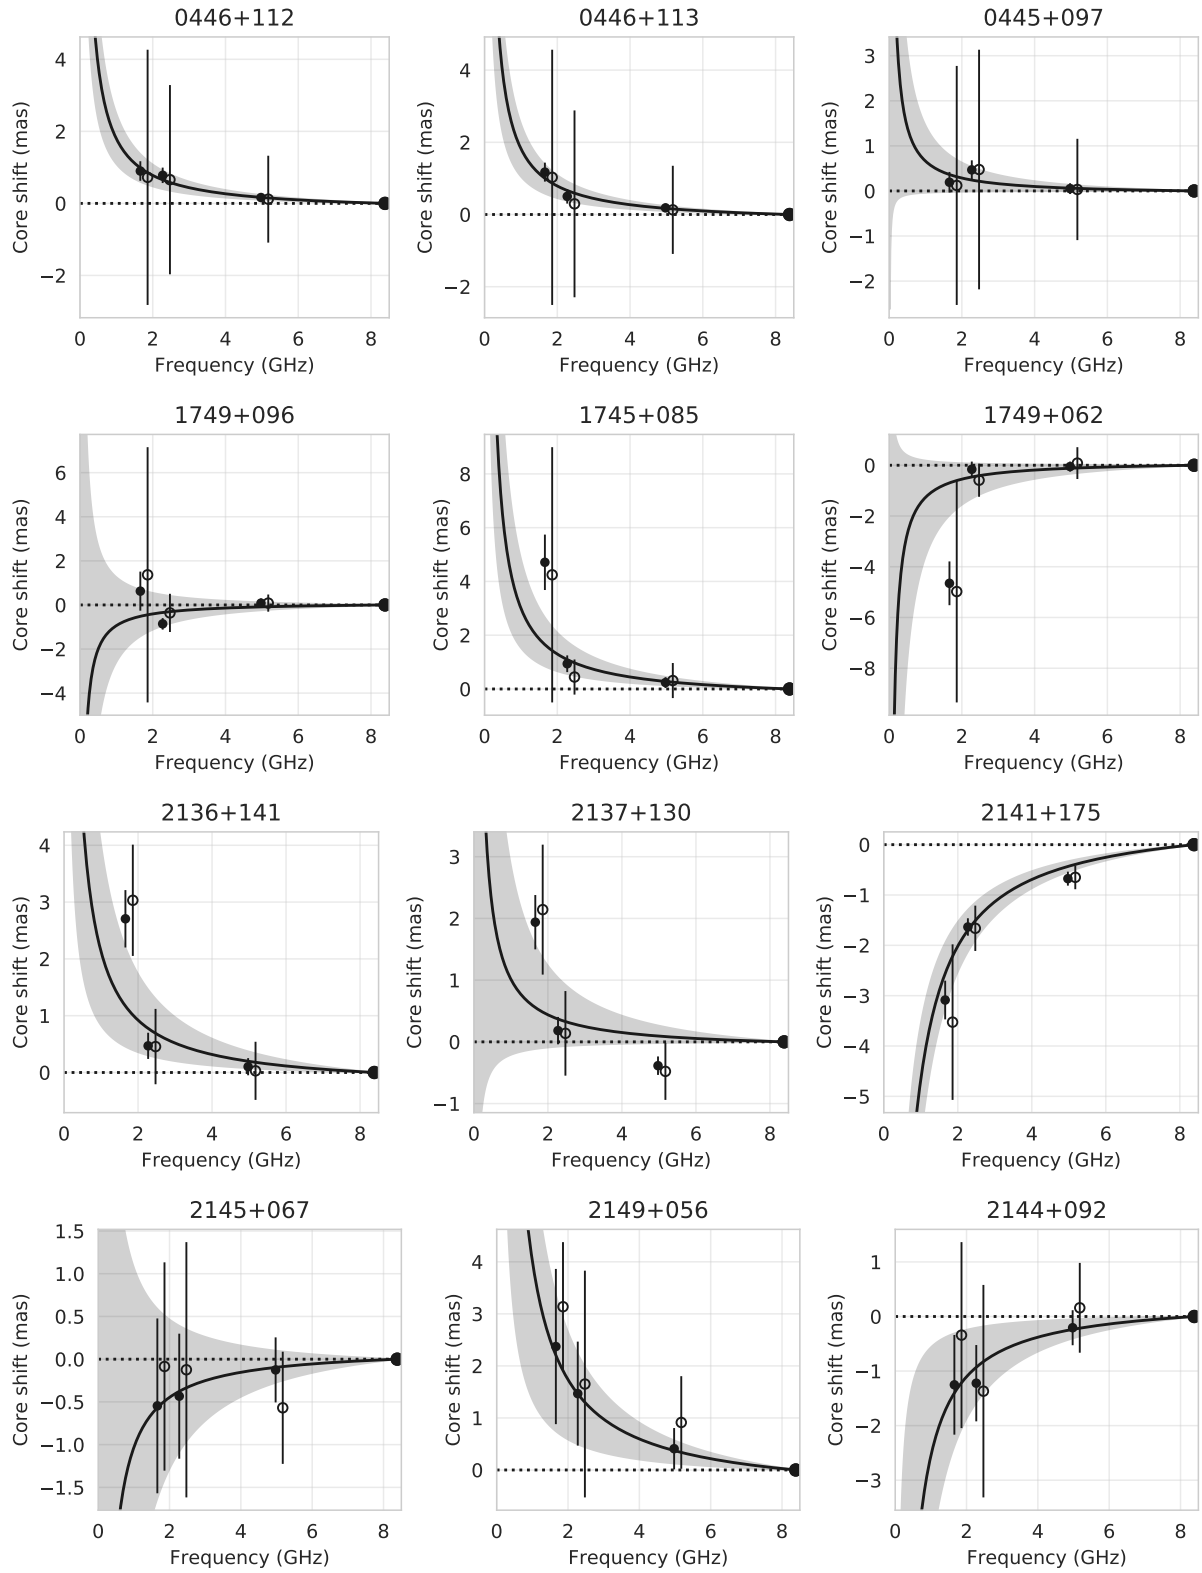 0446+112 0446+113 0445+097
Core shift (mas) 4 2 0 −2 Core shift (mas) 4 2 0 −2 Core shift (mas) 3 2 1 0 −1 −2
0 2 4 6 8 0 2 4 6 8 0 2 4 6 8
Frequency (GHz) Frequency (GHz) Frequency (GHz)
1749+096 1745+085 1749+062
Core shift (mas) 6 4 2 0 −2 −4 Core shift (mas) 8 6 4 2 0 Core shift (mas) 0 −2 −4 −6 −8
0 2 4 6 8 0 2 4 6 8 0 2 4 6 8
Frequency (GHz) Frequency (GHz) Frequency (GHz)
2136+141 2137+130 2141+175
Core shift (mas) 4 3 2 1 0 Core shift (mas) 3 2 1 0 −1 Core shift (mas) 0 −1 −2 −3 −4 −5
0 2 4 6 8 0 2 4 6 8 0 2 4 6 8
Frequency (GHz) Frequency (GHz) Frequency (GHz)
2145+067 2149+056 2144+092
Core shift (mas) 1.5 1.0 0.5 0.0 −0.5 −1.0 −1.5 Core shift (mas) 4 3 2 1 0 Core shift (mas) 1 0 −1 −2 −3
0 2 4 6 8 0 2 4 6 8 0 2 4 6 8
Frequency (GHz) Frequency (GHz) Frequency (GHz)